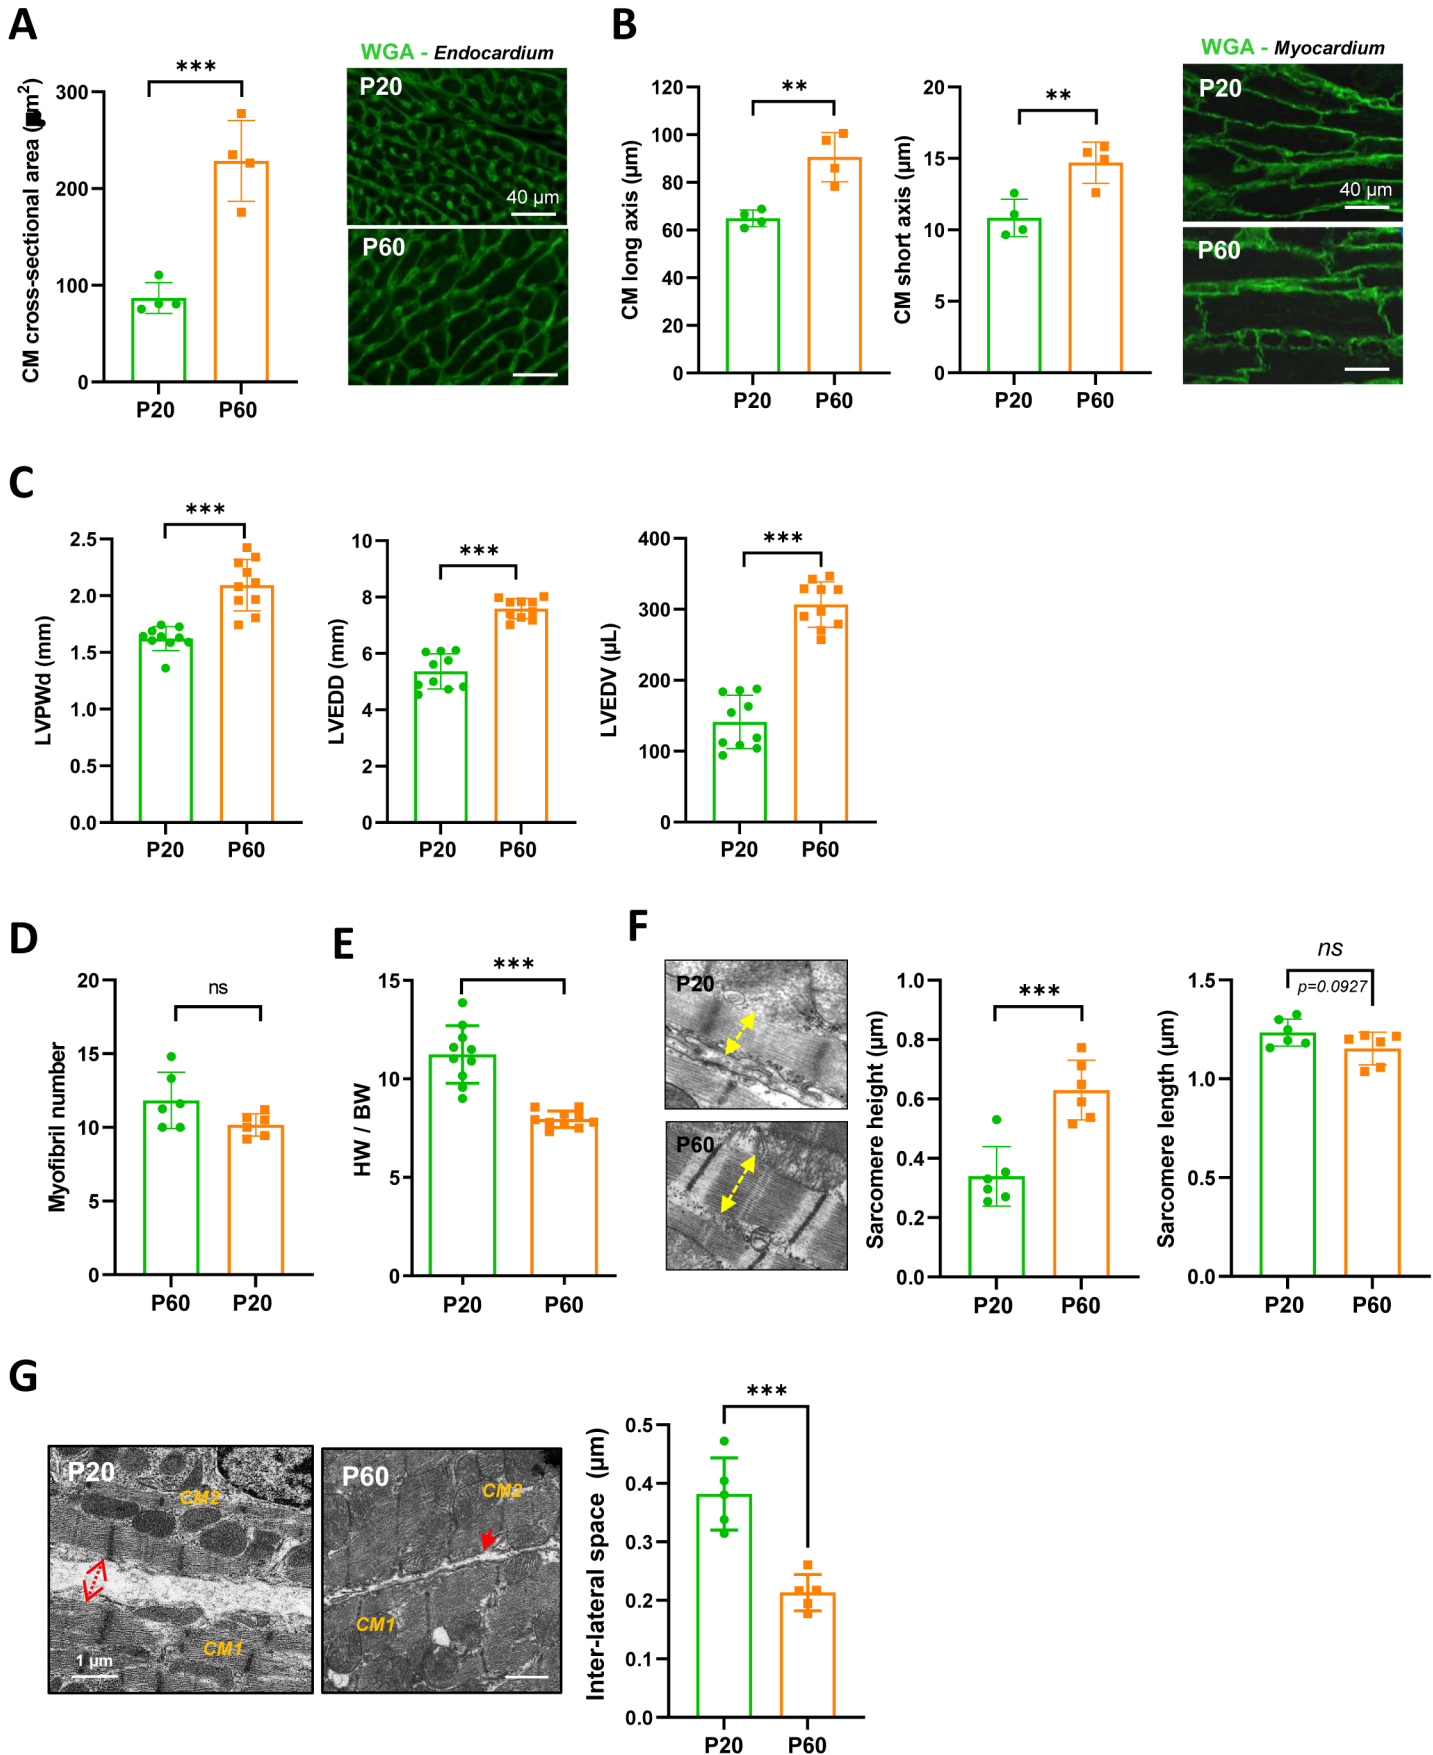 A
CM cross-sectional area (µm2)
300
200
100
0
***
P20
P60
WGA - Endocardium
P20
40 µm
P60
B
CM long axis (µm)
120
100
80
60
40
20
0
**
P20
P60
CM short axis (µm)
20
15
10
5
0
**
P20
P60
WGA - Myocardium
P20
40 µm
P60
C
LVPWd (mm)
2.5
2.0
1.5
1.0
0.5
0.0
***
P20
P60
LVEDD (mm)
10
8
6
4
2
0
***
P20
P60
LVEDV (µL)
400
300
200
100
0
***
P20
P60
D
Myofibril number
20
15
10
5
0
ns
P60
P20
E
HW / BW
15
10
5
0
***
P20
P60
F
P20
P60
Sarcomere height (µm)
1.0
0.8
0.6
0.4
0.2
0.0
***
P20
P60
Sarcomere length (µm)
1.5
1.0
0.5
0.0
ns
p=0.0927
P20
P60
G
P20
CM2
CM1
1 µm
P60
CM2
CM1
Inter-lateral space (µm)
0.5
0.4
0.3
0.2
0.1
0.0
***
P20
P60